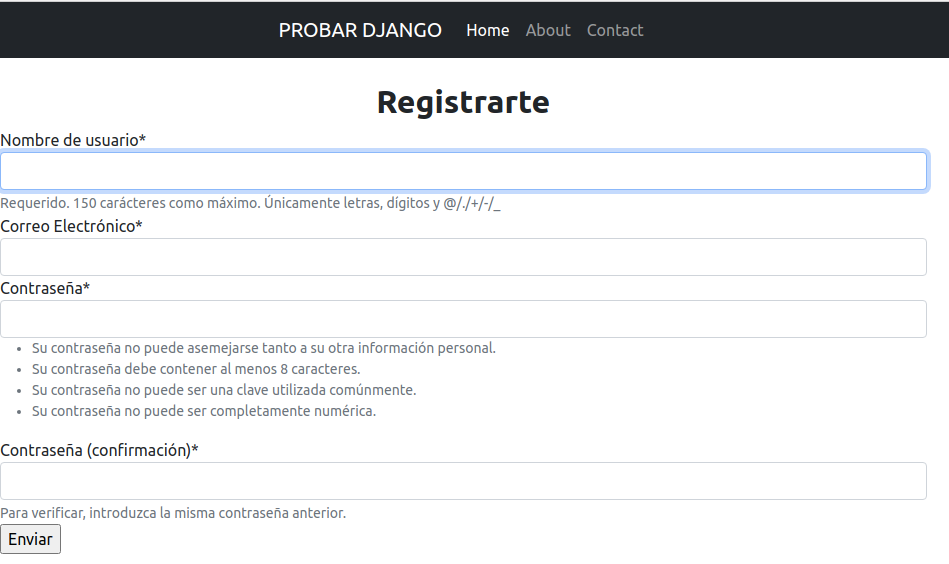 PROBAR DJANGO Home About Contact
Registrarte
Nombre de usuario*
Requerido. 150 carácteres como máximo. Únicamente letras, dígitos y @/./+/-/_
Correo Electrónico*
Contraseña*
• Su contraseña no puede asemejarse tanto a su otra información personal.
• Su contraseña debe contener al menos 8 caracteres.
• Su contraseña no puede ser una clave utilizada comúnmente.
• Su contraseña no puede ser completamente numérica.
Contraseña (confirmación)*
Para verificar, introduzca la misma contraseña anterior.
Enviar